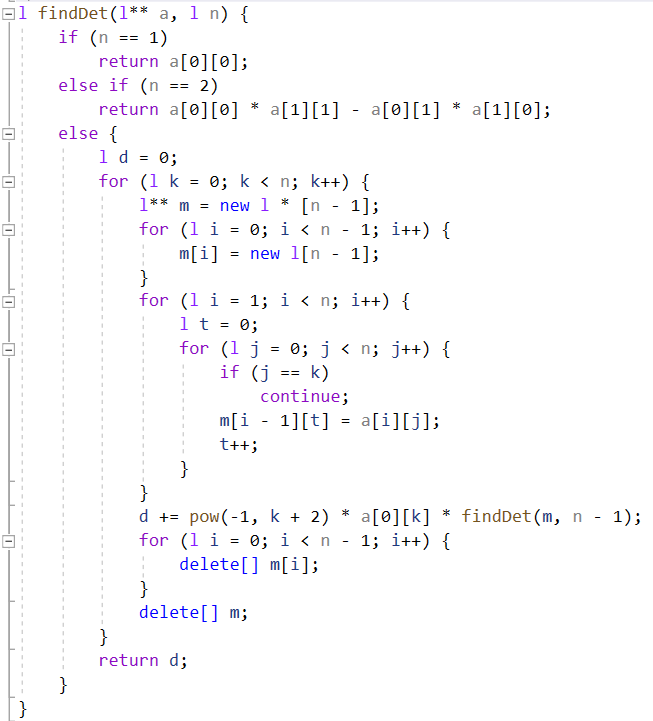 l findDet(l** a, l n) {
    if (n == 1)
        return a[0][0];
    else if (n == 2)
        return a[0][0] * a[1][1] - a[0][1] * a[1][0];
    else {
        l d = 0;
        for (l k = 0; k < n; k++) {
            l** m = new l * [n - 1];
            for (l i = 0; i < n - 1; i++) {
                m[i] = new l[n - 1];
            }
            for (l i = 1; i < n; i++) {
                l t = 0;
                for (l j = 0; j < n; j++) {
                    if (j == k)
                        continue;
                    m[i - 1][t] = a[i][j];
                    t++;
                }
            }
            d += pow(-1, k + 2) * a[0][k] * findDet(m, n - 1);
            for (l i = 0; i < n - 1; i++) {
                delete[] m[i];
            }
            delete[] m;
        }
        return d;
    }
}